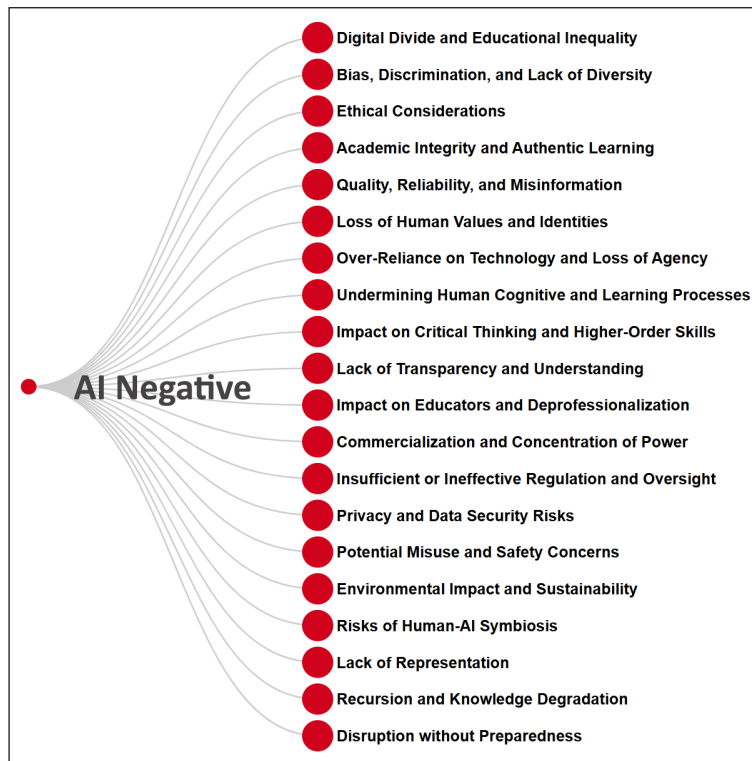 Digital Divide and Educational Inequality
Bias, Discrimination, and Lack of Diversity
Ethical Considerations
Academic Integrity and Authentic Learning
Quality, Reliability, and Misinformation
Loss of Human Values and Identities
Over-Reliance on Technology and Loss of Agency
Undermining Human Cognitive and Learning Processes
Impact on Critical Thinking and Higher-Order Skills
Lack of Transparency and Understanding
AI Negative
Impact on Educators and Deprofessionalization
Commercialization and Concentration of Power
Insufficient or Ineffective Regulation and Oversight
Privacy and Data Security Risks
Potential Misuse and Safety Concerns
Environmental Impact and Sustainability
Risks of Human-AI Symbiosis
Lack of Representation
Recursion and Knowledge Degradation
Disruption without Preparedness